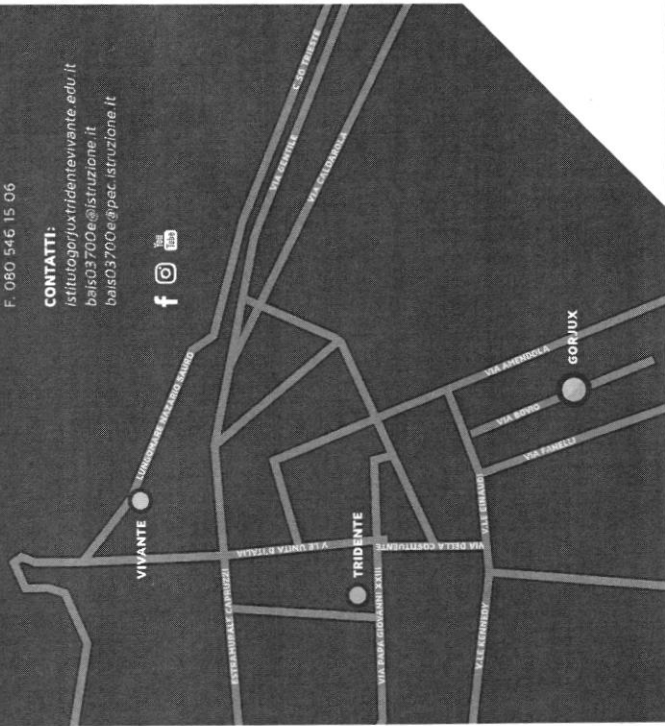 F. 080 546 15 06
CONTATTI:
istitutogorjuxtridentevivante.edu.it
bais03700e@istruzione.it
bais03700e@pec.istruzione.it
f You Tube
C.SO TRIESTE
VIA GENTILE
VIA CALDAROLA
LUNGOMARE NAZARIO SAURO
VIVANTE
V.LE UNITÀ D'ITALIA
ESTRAMURALE CAPRUZZI
TRIDENTE
VIA PAPA GIOVANNI XXIII
VIA DELLA COSTITUENTE
VIA AMENDOLA
GORJUX
VIA BOVIO
VIA FANELLI
V.LE EINAUDI
V.LE KENNEDY